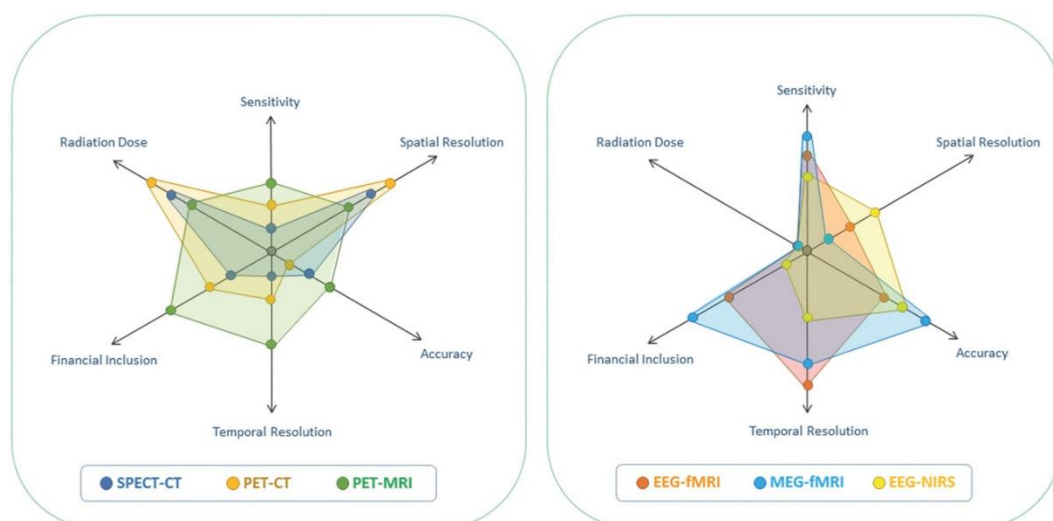 Sensitivity
Radiation Dose
Spatial Resolution
Financial Inclusion
Accuracy
Temporal Resolution
SPECT-CT PET-CT PET-MRI
Sensitivity
Radiation Dose
Spatial Resolution
Financial Inclusion
Accuracy
Temporal Resolution
EEG-fMRI MEG-fMRI EEG-NIRS